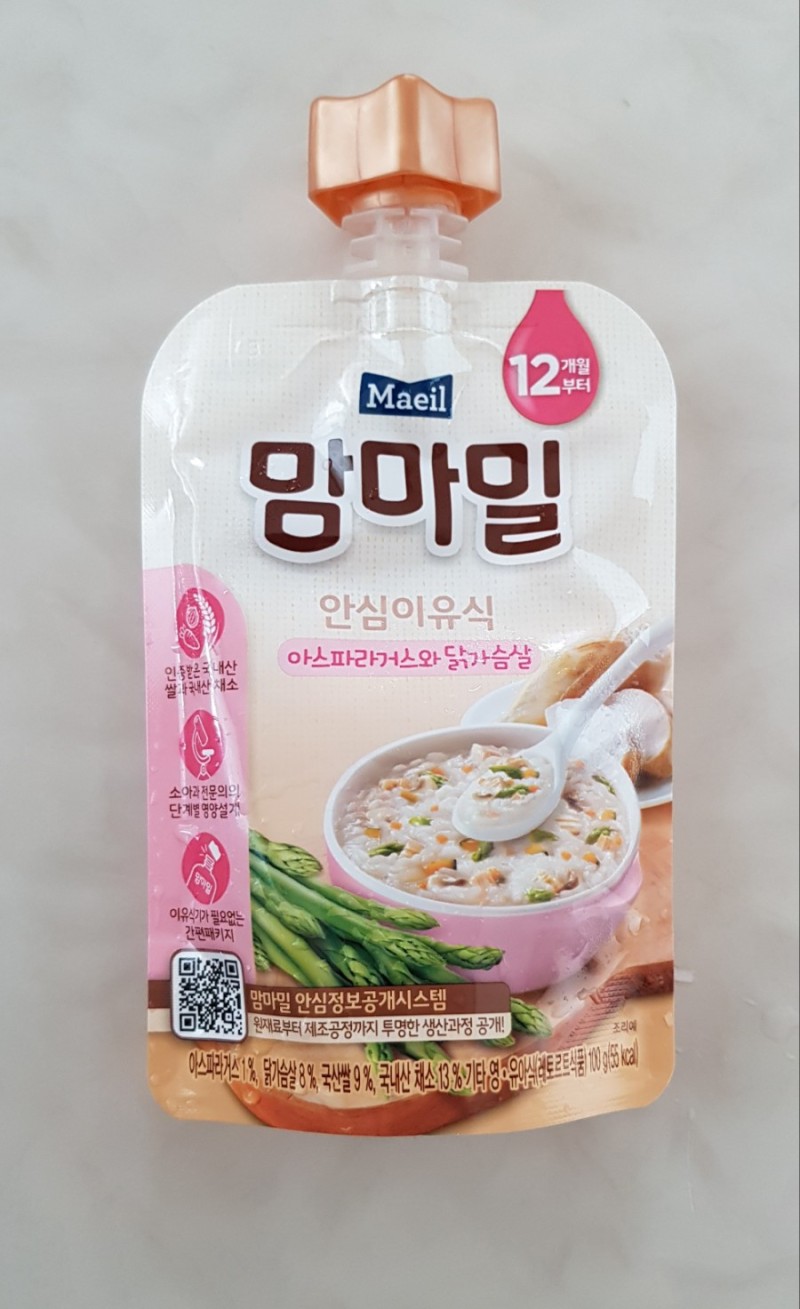 12개월
부터
Maeil
맘마밀
안심이유식
아스파라거스와 닭가슴살
인증받은 국내산
쌀과 국내산 채소
소아과 전문의의
단계별 영양설계
맘마밀
이유식기가 필요없는
간편패키지
맘마밀 안심정보공개시스템
원재료부터 제조공정까지 투명한 생산과정 공개!
조리예
아스파라거스 1%, 닭가슴살 8%, 국산쌀 9%, 국내산 채소 13% 기타 영·유아식(레토르트식품) 100 g(55 kcal)